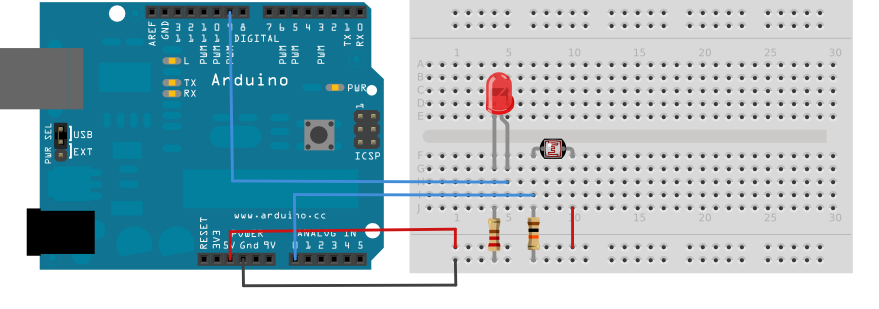 AREF
GND
13
12
11
10
9
8
7
6
5
4
3
2
1
0
PWM
PWM
PWM
DIGITAL
PWM
PWM
PWM
TX
RX
L
TX
RX
Arduino
PWR
1
ICSP
PWR SEL
USB
EXT
www.arduino.cc
POWER
ANALOG IN
RESET
3V3
5V Gnd 9V
0 1 2 3 4 5
1 5 10 15 20 25 30
A
B
C
D
E
F
G
H
I
J
1 5 10 15 20 25 30